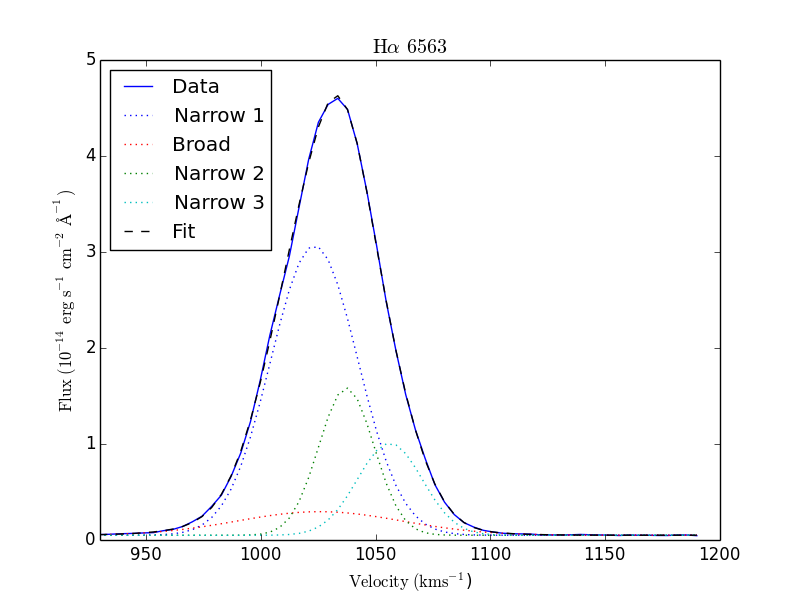 Hα 6563
Flux (10⁻¹⁴ erg s⁻¹ cm⁻² Å⁻¹)
5
4
3
2
1
0
Data
Narrow 1
Broad
Narrow 2
Narrow 3
Fit
950
1000
1050
1100
1150
1200
Velocity (kms⁻¹)